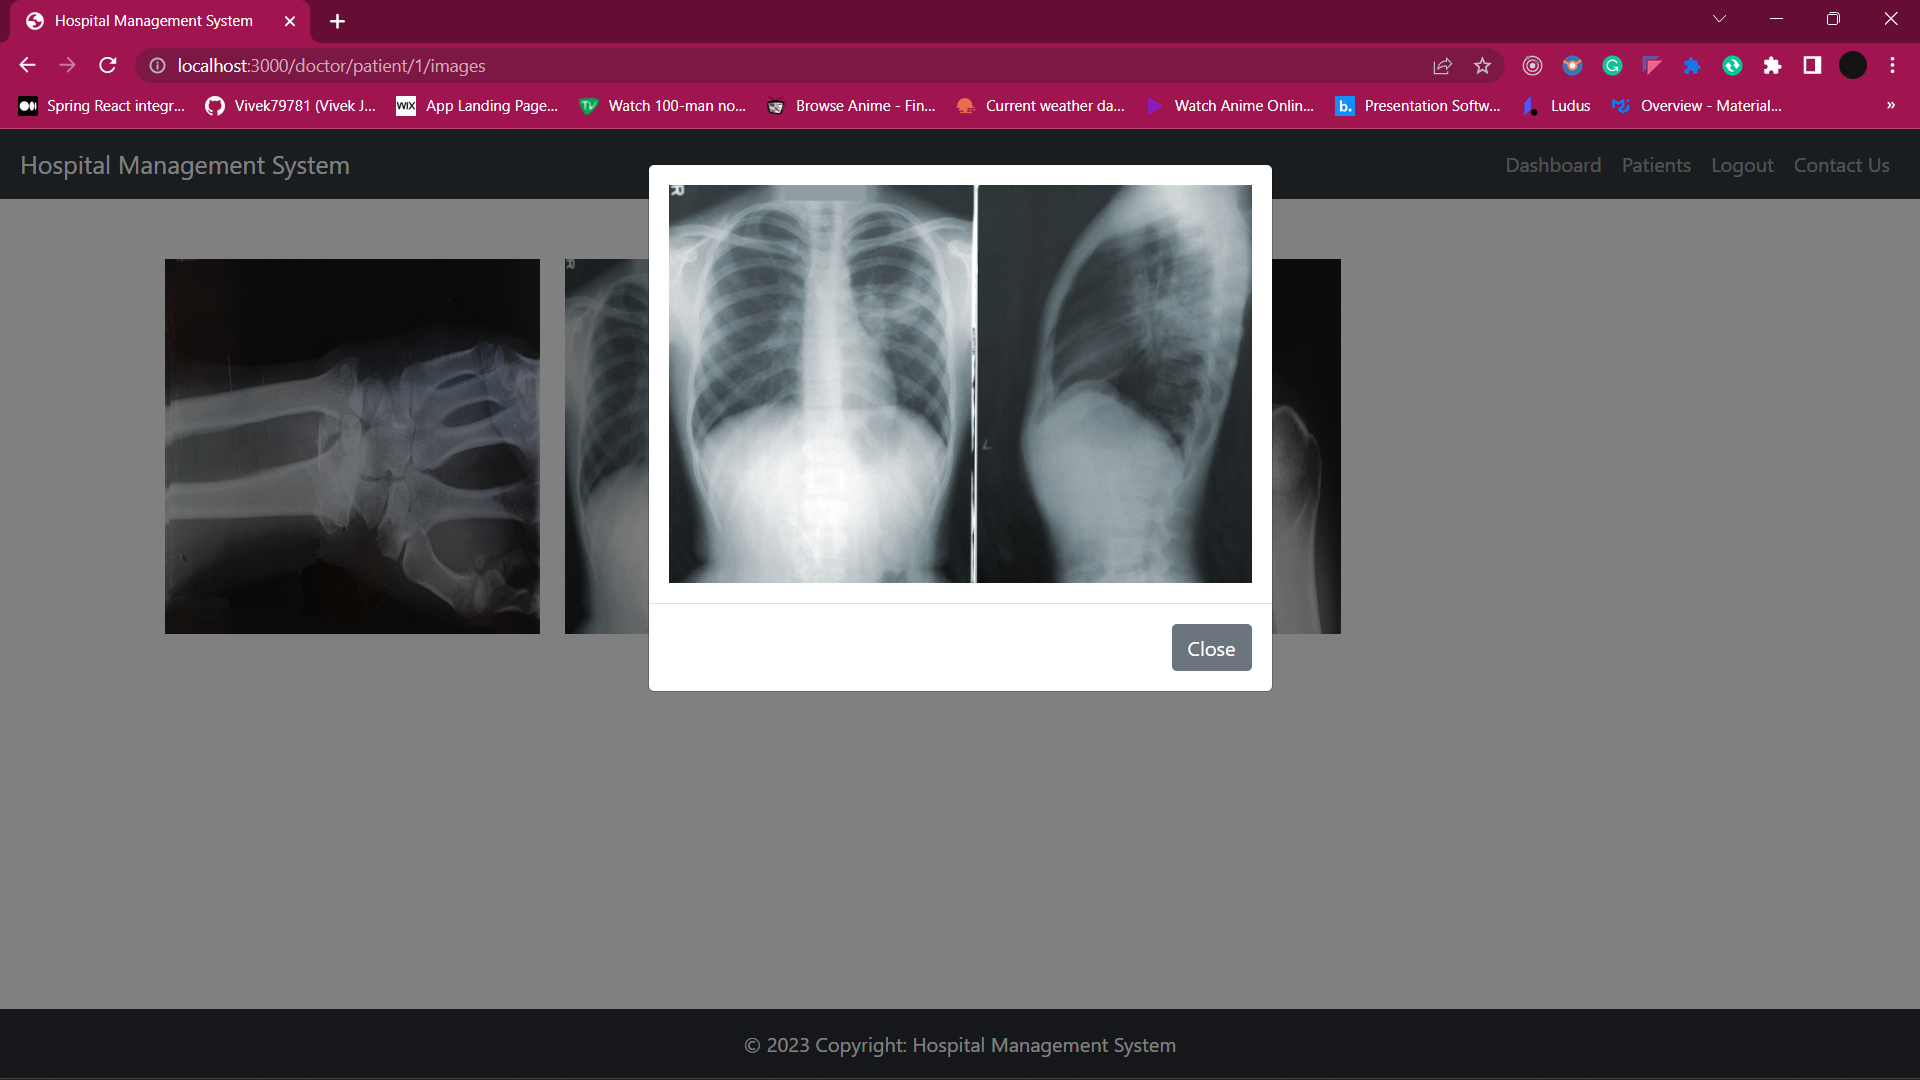 Hospital Management System
localhost:3000/doctor/patient/1/images
Spring React integr... Vivek79781 (Vivek J... WIX App Landing Page... TV Watch 100-man no... Browse Anime - Fin... Current weather da... Watch Anime Onlin... b. Presentation Softw... Ludus Overview - Material... »
Hospital Management System Dashboard Patients Logout Contact Us
R
R
L
Close
© 2023 Copyright: Hospital Management System